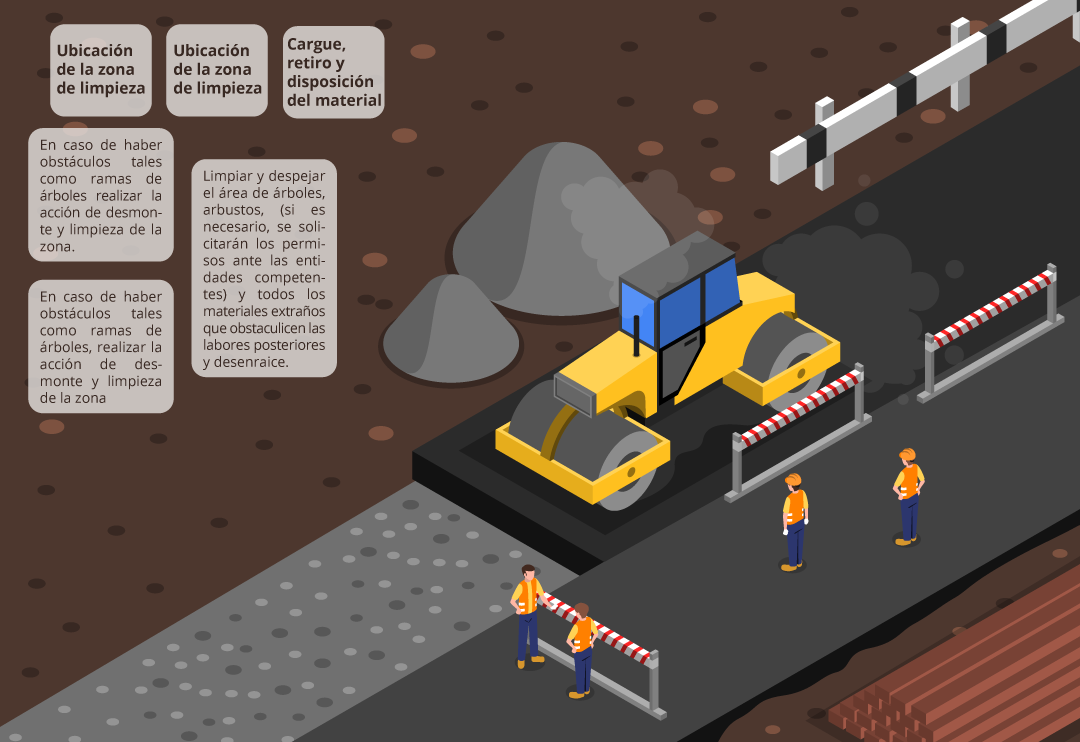 Ubicación
de la zona
de limpieza
Ubicación
de la zona
de limpieza
Cargue,
retiro y
disposición
del material
En caso de haber
obstáculos tales
como ramas de
árboles realizar la
acción de desmon-
te y limpieza de la
zona.
En caso de haber
obstáculos tales
como ramas de
árboles, realizar la
acción de des-
monte y limpieza
de la zona
Limpiar y despejar
el área de árboles,
arbustos, (si es
necesario, se soli-
citarán los permi-
sos ante las enti-
dades competen-
tes) y todos los
materiales extraños
que obstaculicen las
labores posteriores
y desenraice.